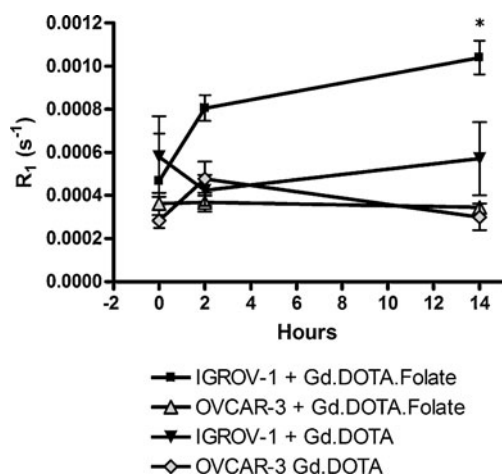 *
0.0012
0.0010
0.0008
0.0006
0.0004
0.0002
0.0000
R1 (s-1)
-2 0 2 4 6 8 10 12 14
Hours
IGROV-1 + Gd.DOTA.Folate
OVCAR-3 + Gd.DOTA.Folate
IGROV-1 + Gd.DOTA
OVCAR-3 Gd.DOTA